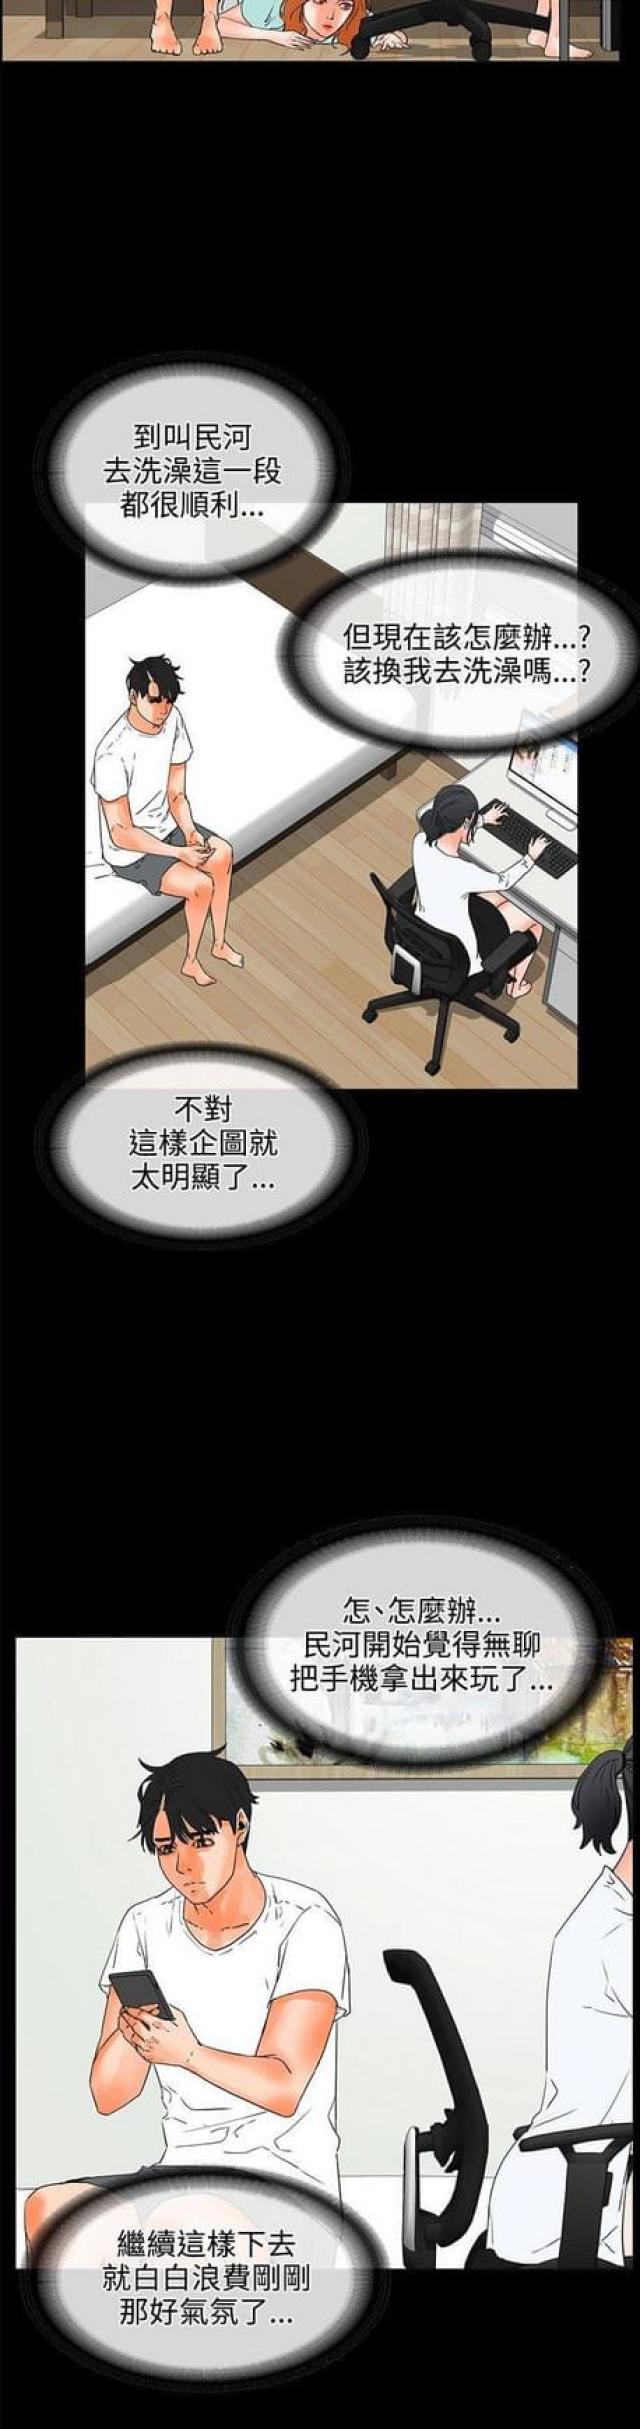 到叫民河
去洗澡這一段
都很順利...
但現在該怎麼辦...?
該換我去洗澡嗎...?
不對
這樣企圖就
太明顯了...
怎、怎麼辦...
民河開始覺得無聊
把手機拿出來玩了...
繼續這樣下去
就白白浪費剛剛
那好氣氛了...